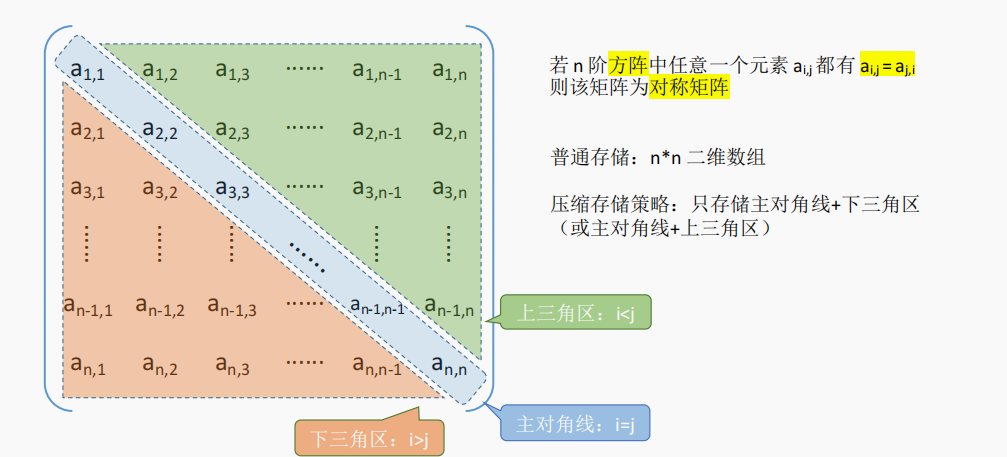 a1,1 a1,2 a1,3 …… a1,n-1 a1,n
a2,1 a2,2 a2,3 …… a2,n-1 a2,n
a3,1 a3,2 a3,3 …… a3,n-1 a3,n
…… …… …… …… …… ……
an-1,1 an-1,2 an-1,3 …… an-1,n-1 an-1,n
an,1 an,2 an,3 …… an,n-1 an,n
上三角区：i<j
主对角线：i=j
下三角区：i>j
若 n 阶方阵中任意一个元素 ai,j 都有 ai,j = aj,i
则该矩阵为对称矩阵
普通存储：n*n 二维数组
压缩存储策略：只存储主对角线+下三角区
（或主对角线+上三角区）